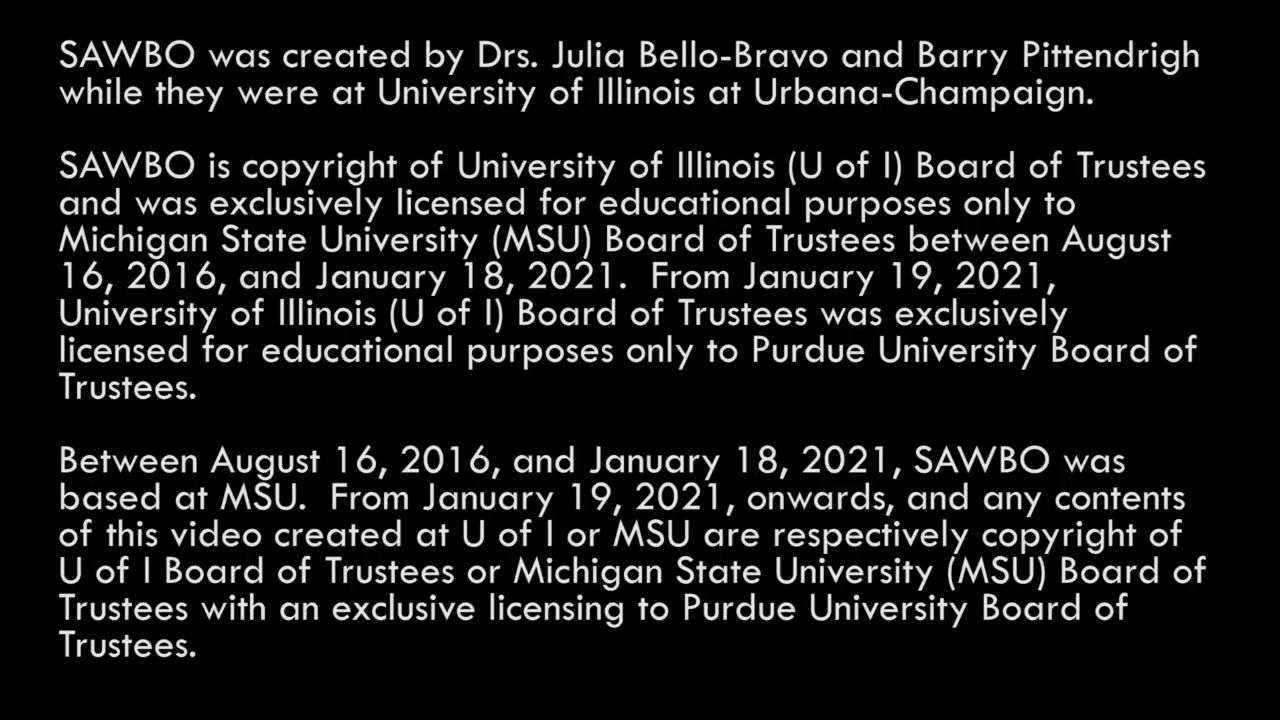 SAWBO was created by Drs. Julia Bello-Bravo and Barry Pittendrigh
while they were at University of Illinois at Urbana-Champaign.
SAWBO is copyright of University of Illinois (U of I) Board of Trustees
and was exclusively licensed for educational purposes only to
Michigan State University (MSU) Board of Trustees between August
16, 2016, and January 18, 2021.  From January 19, 2021,
University of Illinois (U of I) Board of Trustees was exclusively
licensed for educational purposes only to Purdue University Board of
Trustees.
Between August 16, 2016, and January 18, 2021, SAWBO was
based at MSU.  From January 19, 2021, onwards, and any contents
of this video created at U of I or MSU are respectively copyright of
U of I Board of Trustees or Michigan State University (MSU) Board of
Trustees with an exclusive licensing to Purdue University Board of
Trustees.